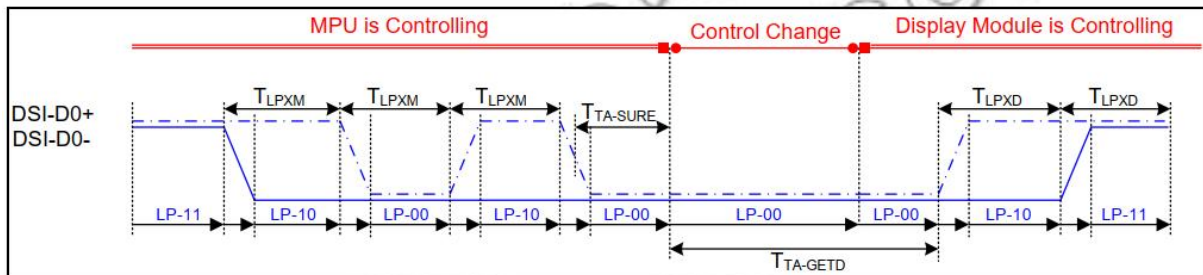 MPU is Controlling Control Change Display Module is Controlling
TLPXM TLPXM TLPXM TLPXD TLPXD
DSI-D0+
TTA-SURE
DSI-D0-
LP-11 LP-10 LP-00 LP-10 LP-00 LP-00 LP-00 LP-10 LP-11
TTA-GETD